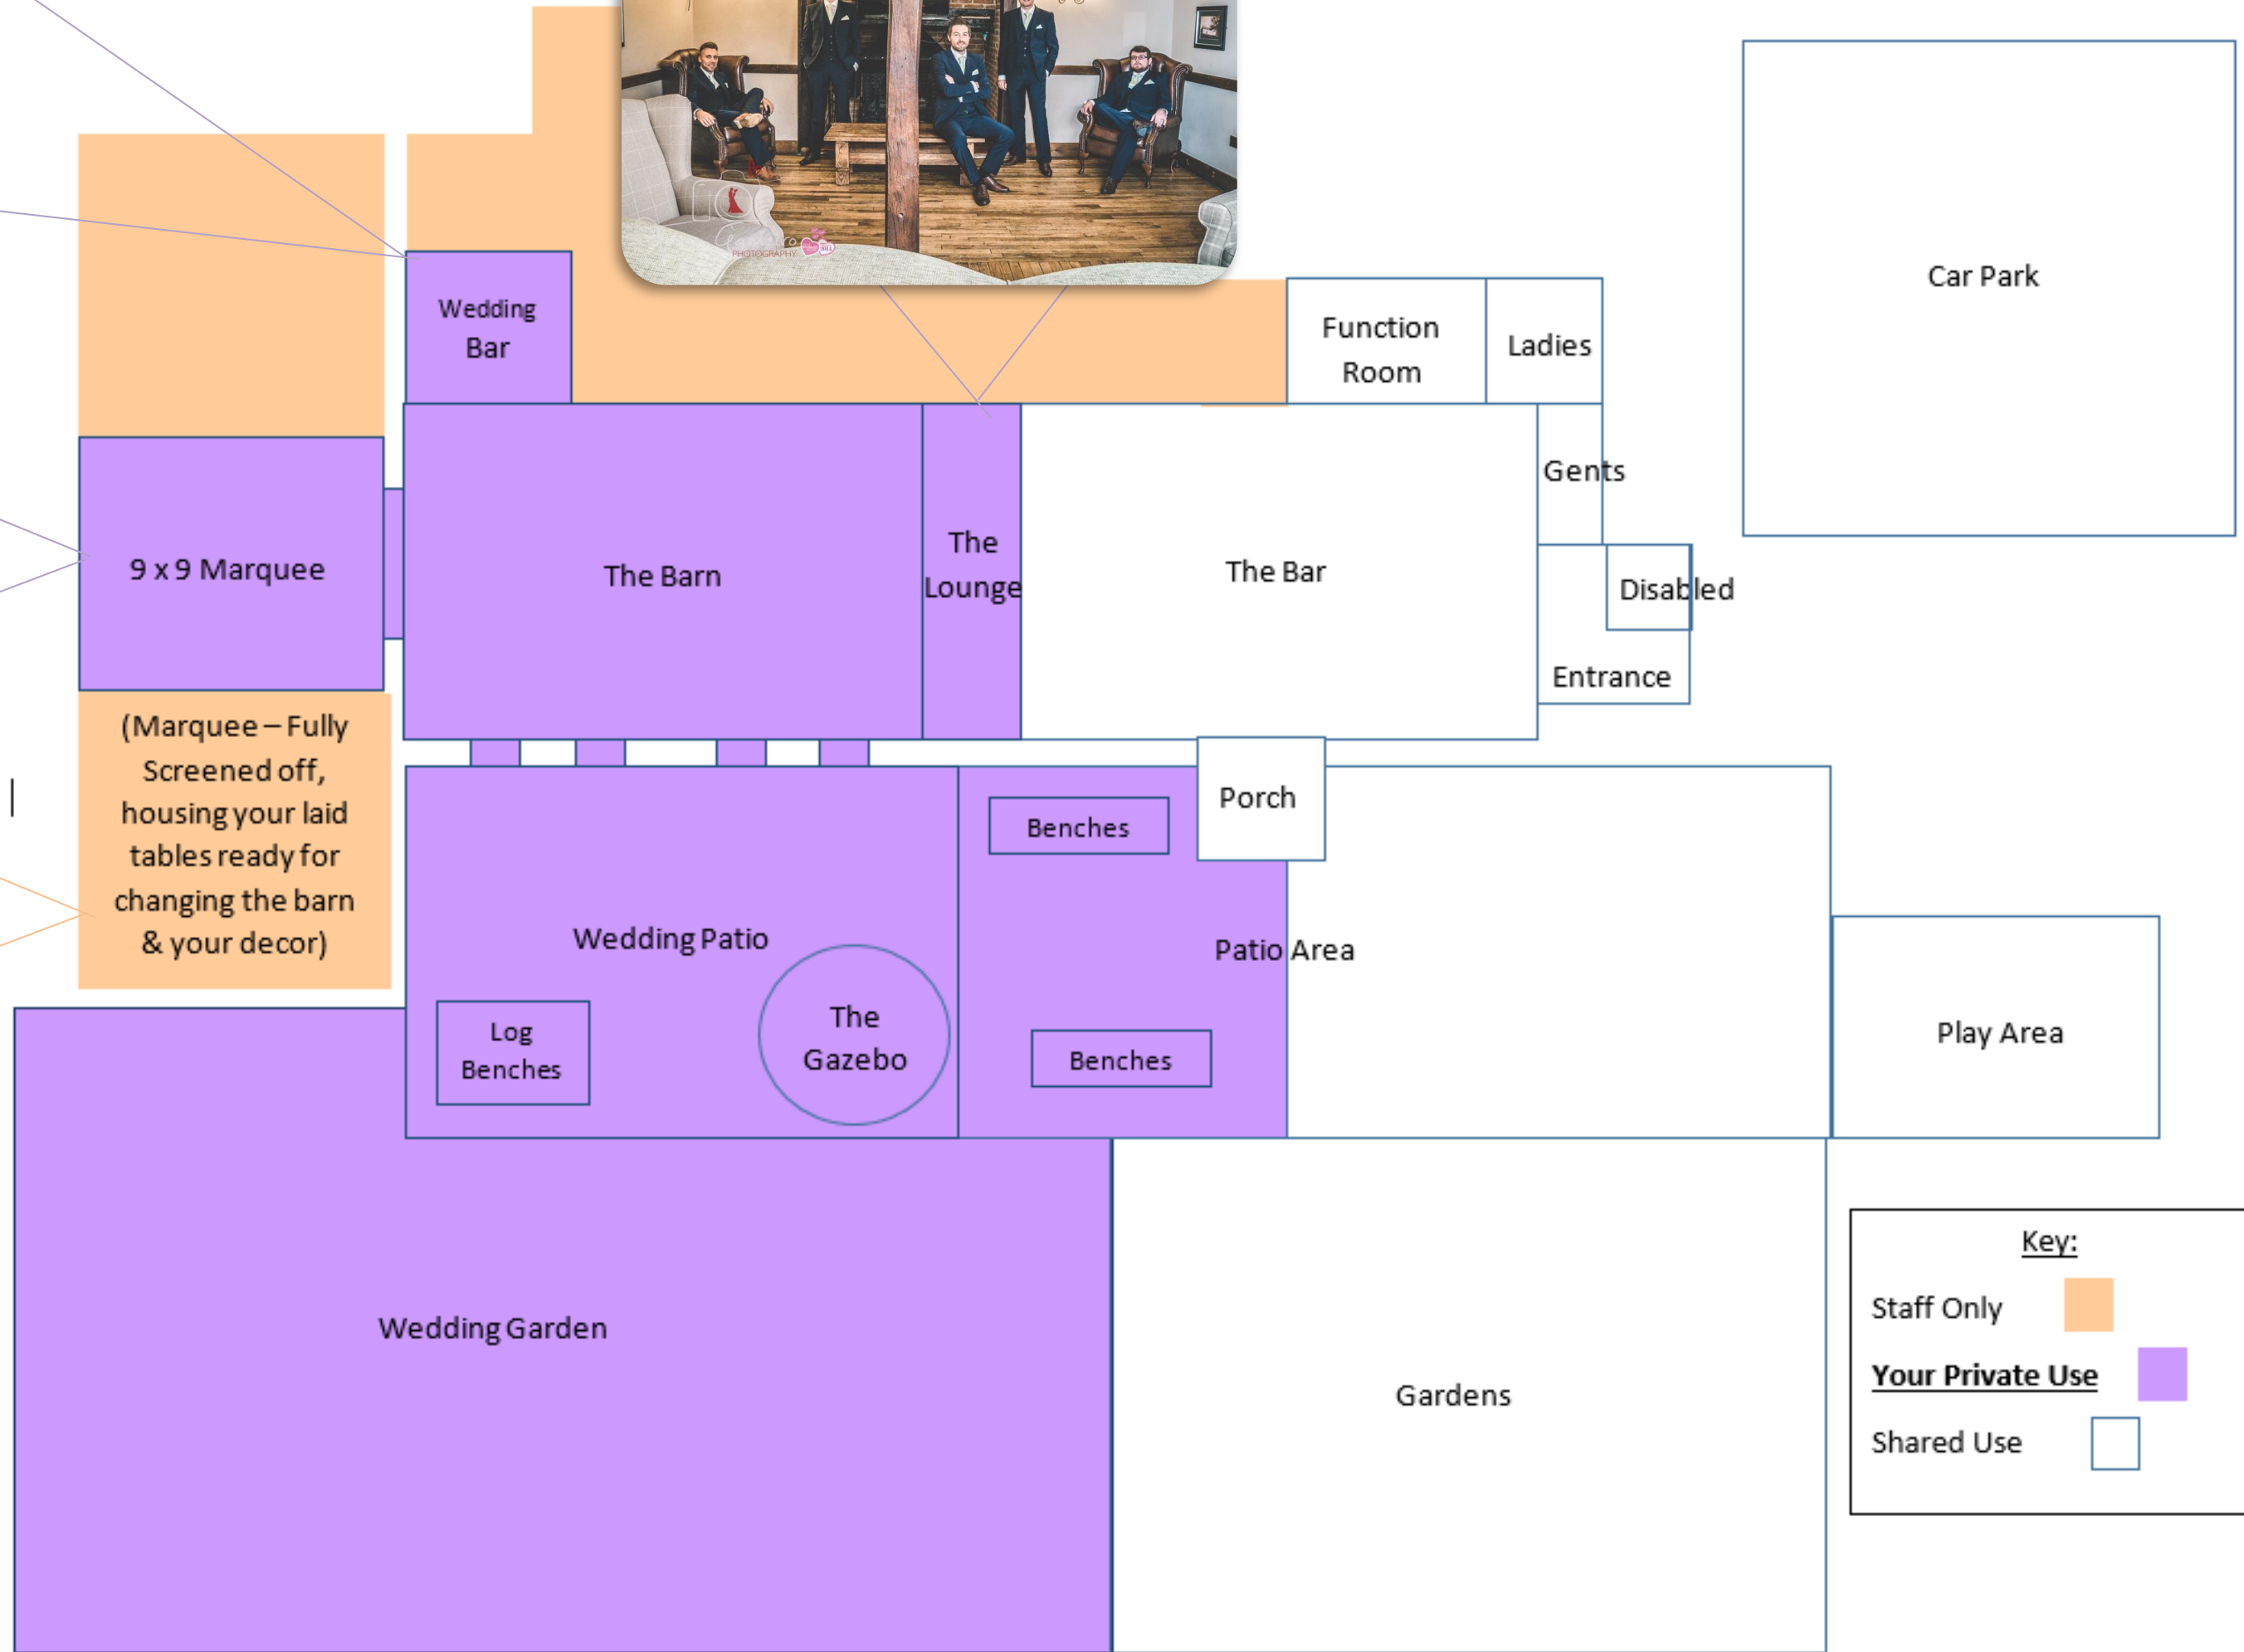 PHOTOGRAPHY
Car Park
Wedding
Bar
Function
Room
Ladies
Gents
9 x 9 Marquee
The Barn
The
Lounge
The Bar
Disabled
Entrance
(Marquee – Fully
Screened off,
housing your laid
tables ready for
changing the barn
& your decor)
Porch
Benches
Wedding Patio
Patio Area
Log
Benches
The
Gazebo
Benches
Play Area
Wedding Garden
Gardens
Key:
Staff Only
Your Private Use
Shared Use